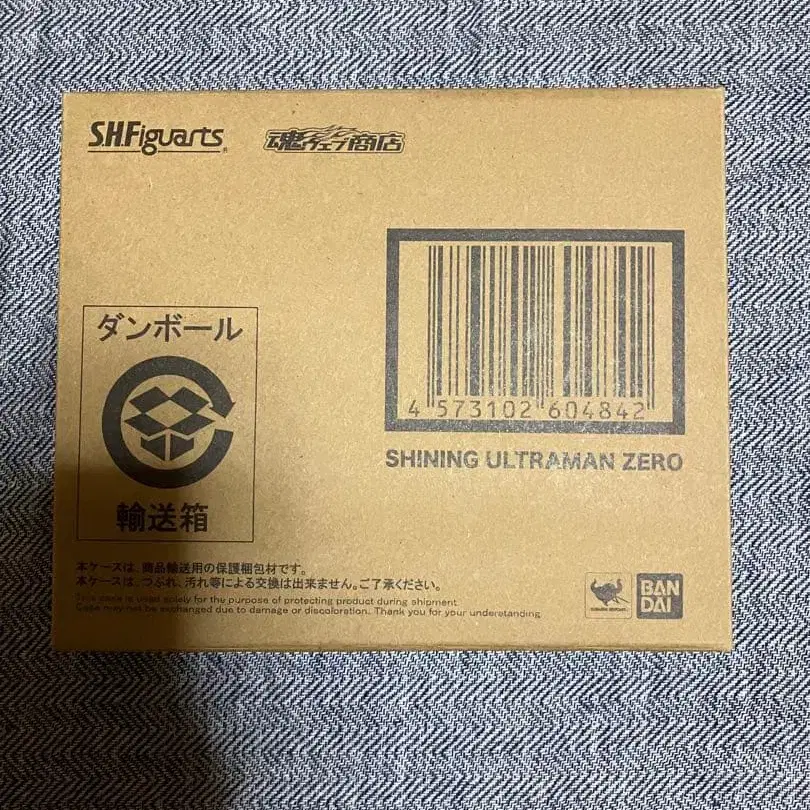 S.H.Figuarts
魂ウェブ商店
ダンボール
輸送箱
4 573102 604842
SHINING ULTRAMAN ZERO
本ケースは、商品輸送用の保護梱包材です。
本ケースは、つぶれ、汚れ等による交換は出来ません。ご了承ください。
This case is used solely for the purpose of protecting product during shipment.
Case may not be exchanged due to damage or discoloration. Thank you for your understanding.
BAN
DAI